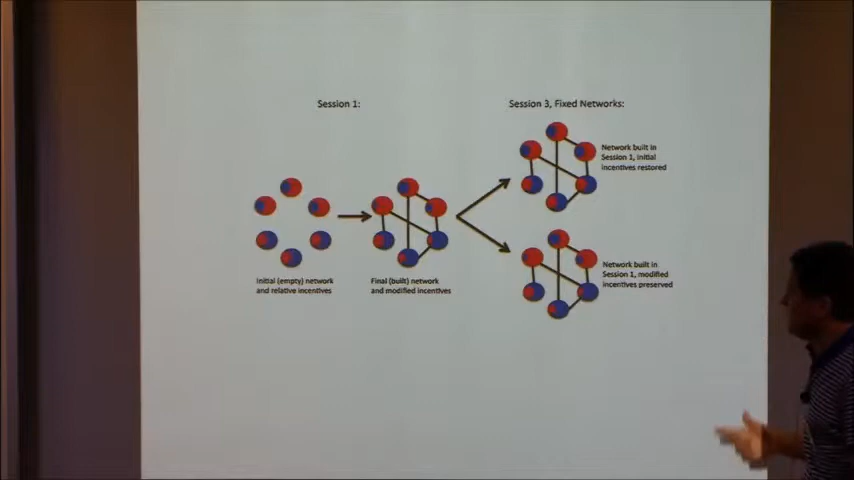 Session 1:
Session 3, Fixed Networks:
Network built in
Session 1, initial
incentives restored
Network built in
Session 1, modified
incentives preserved
Initial (empty) network
and relative incentives
Final (built) network
and modified incentives